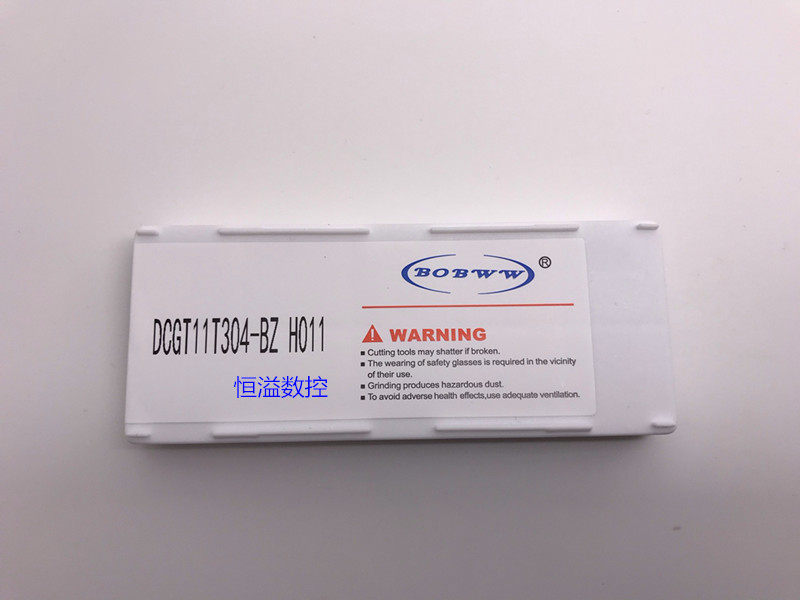 BOBWW®
DCGT11T304-BZ H011
恒溢数控
WARNING
■ Cutting tools may shatter if broken.
■ The wearing of safety glasses is required in the vicinity
of their use.
■ Grinding produces hazardous dust.
■ To avoid adverse health effects,use adequate ventilation.